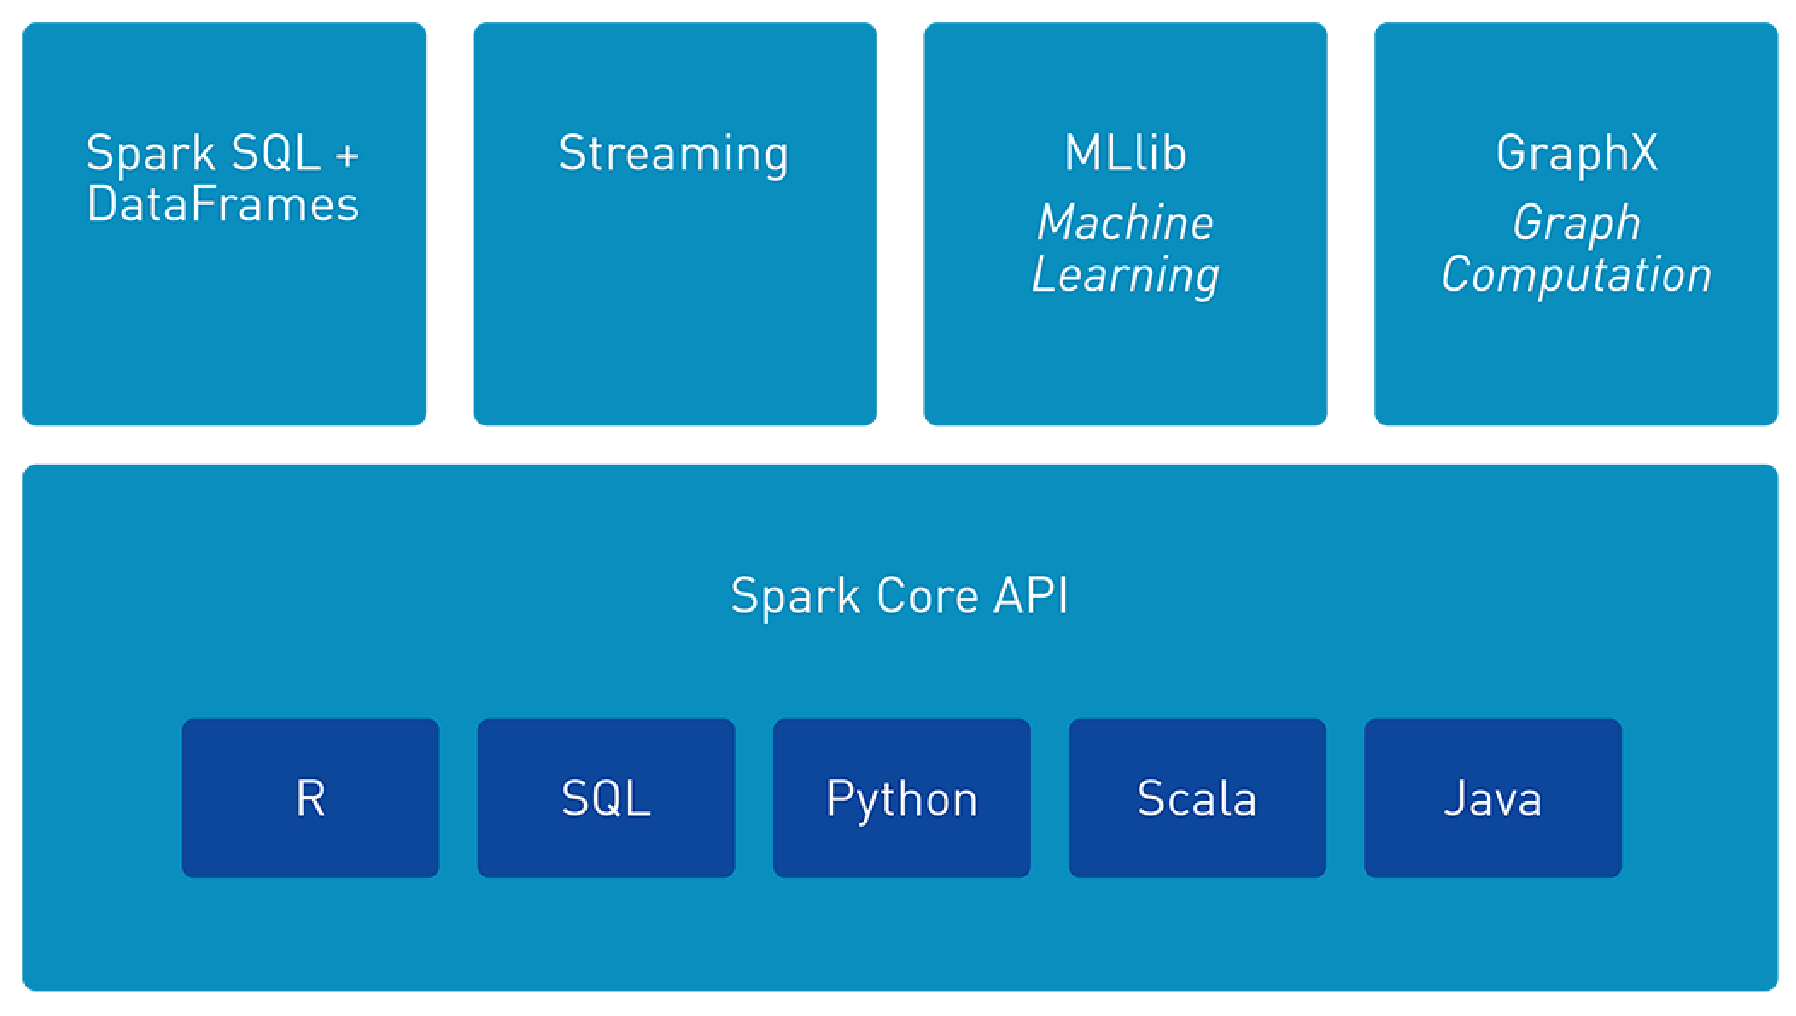 Spark SQL +
DataFrames
Streaming
MLlib
Machine
Learning
GraphX
Graph
Computation
Spark Core API
R
SQL
Python
Scala
Java